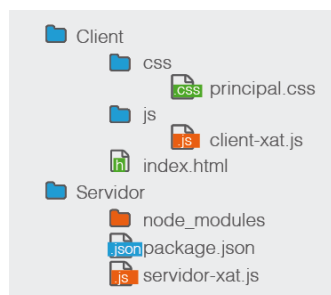 Client
css
.css principal.css
js
.js client-xat.js
hl index.html
Servidor
node_modules
.json package.json
.js servidor-xat.js